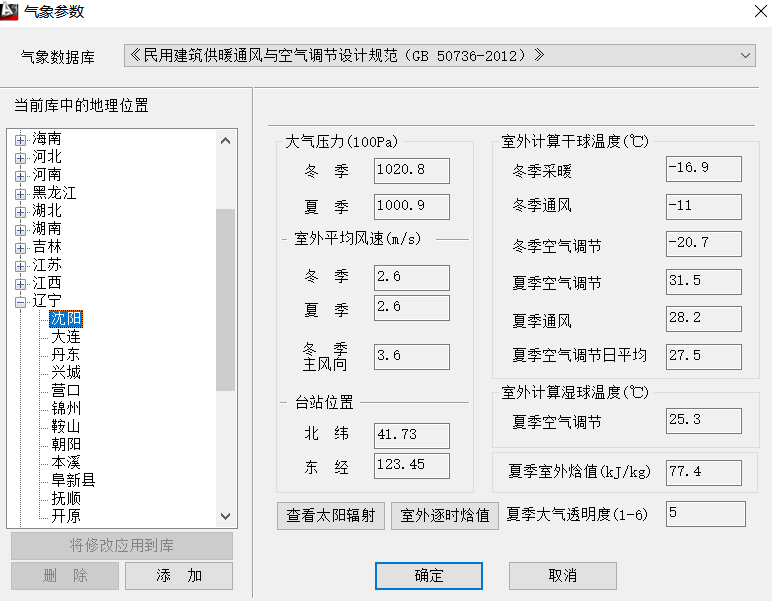 气象参数
气象数据库 《民用建筑供暖通风与空气调节设计规范（GB 50736-2012）》
当前库中的地理位置
海南
河北
河南
黑龙江
湖北
湖南
吉林
江苏
江西
辽宁
沈阳
大连
丹东
兴城
营口
锦州
鞍山
朝阳
本溪
阜新县
抚顺
开原
将修改应用到库
删 除 添 加
大气压力(100Pa)
冬 季 1020.8
夏 季 1000.9
室外平均风速(m/s)
冬 季 2.6
夏 季 2.6
冬 季
主风向 3.6
台站位置
北 纬 41.73
东 经 123.45
查看太阳辐射 室外逐时焓值
室外计算干球温度(℃)
冬季采暖 -16.9
冬季通风 -11
冬季空气调节 -20.7
夏季空气调节 31.5
夏季通风 28.2
夏季空气调节日平均 27.5
室外计算湿球温度(℃)
夏季空气调节 25.3
夏季室外焓值(kJ/kg) 77.4
夏季大气透明度(1-6) 5
确定 取消